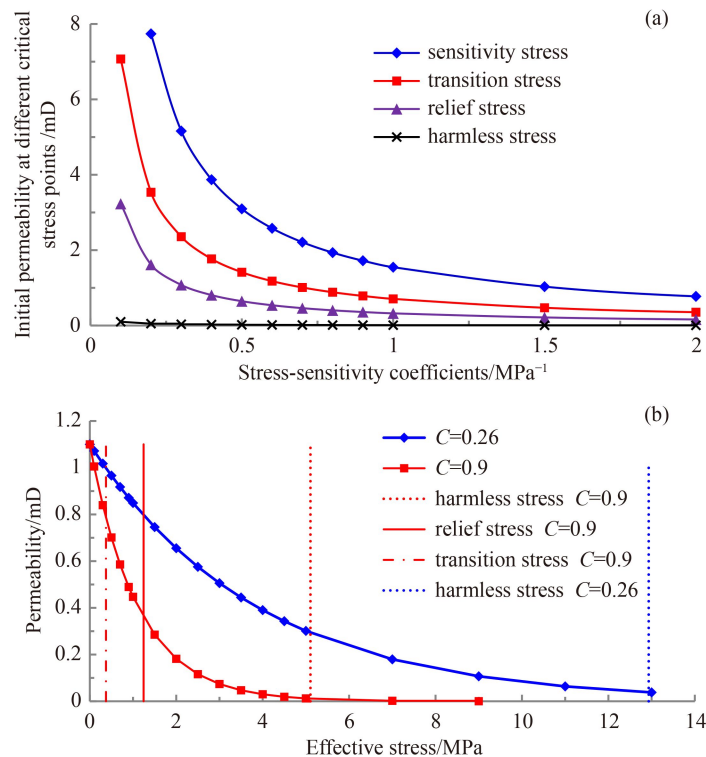 (a)
8
6
4
2
0
Initial permeability at different critical
stress points /mD
sensitivity stress
transition stress
relief stress
harmless stress
0 0.5 1 1.5 2
Stress-sensitivity coefficients/MPa⁻¹
(b)
1.2
1
0.8
0.6
0.4
0.2
0
Permeability/mD
C=0.26
C=0.9
harmless stress C=0.9
relief stress C=0.9
transition stress C=0.9
harmless stress C=0.26
0 2 4 6 8 10 12 14
Effective stress/MPa